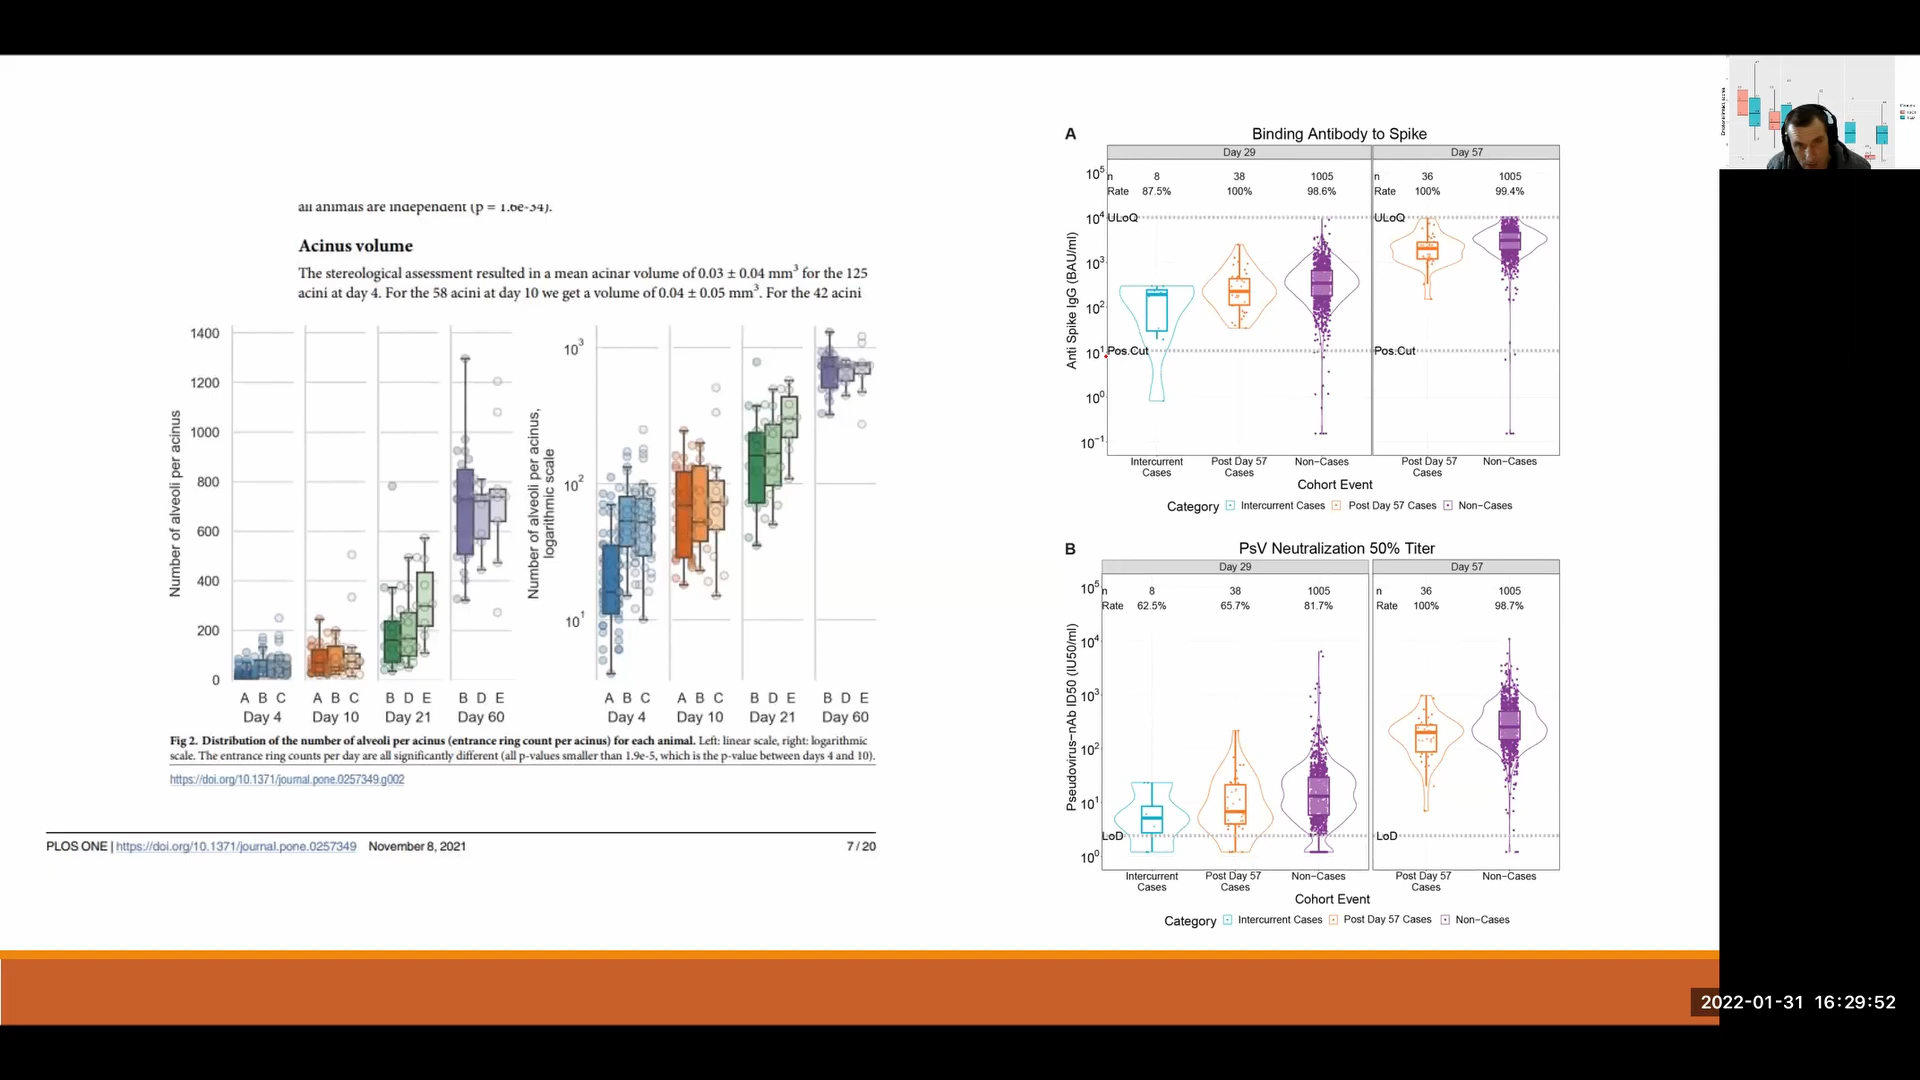 all animals are independent (p = 1.6e-34).
Acinus volume
The stereological assessment resulted in a mean acinar volume of 0.03 ± 0.04 mm³ for the 125
acini at day 4. For the 58 acini at day 10 we get a volume of 0.04 ± 0.05 mm³. For the 42 acini
Number of alveoli per acinus
1400
1200
1000
800
600
400
200
0
A B C
A B C
B D E
B D E
Day 4
Day 10
Day 21
Day 60
Number of alveoli per acinus,
logarithmic scale
10³
10²
10¹
A B C
A B C
B D E
B D E
Day 4
Day 10
Day 21
Day 60
Fig 2. Distribution of the number of alveoli per acinus (entrance ring count per acinus) for each animal. Left: linear scale, right: logarithmic
scale. The entrance ring counts per day are all significantly different (all p-values smaller than 1.9e-5, which is the p-value between days 4 and 10).
https://doi.org/10.1371/journal.pone.0257349.g002
PLOS ONE | https://doi.org/10.1371/journal.pone.0257349 November 8, 2021 7 / 20
A
Binding Antibody to Spike
Day 29
Day 57
n 8 38 1005
Rate 87.5% 100% 98.6%
n 36 1005
Rate 100% 99.4%
ULoQ
ULoQ
Pos.Cut
Pos.Cut
Anti Spike IgG (BAU/ml)
10⁵
10⁴
10³
10²
10¹
10⁰
10⁻¹
Intercurrent
Cases
Post Day 57
Cases
Non−Cases
Post Day 57
Cases
Non−Cases
Cohort Event
Category Intercurrent Cases Post Day 57 Cases Non−Cases
B
PsV Neutralization 50% Titer
Day 29
Day 57
n 8 38 1005
Rate 62.5% 65.7% 81.7%
n 36 1005
Rate 100% 98.7%
LoD
LoD
Pseudovirus−nAb ID50 (IU50/ml)
10⁵
10⁴
10³
10²
10¹
10⁰
Intercurrent
Cases
Post Day 57
Cases
Non−Cases
Post Day 57
Cases
Non−Cases
Cohort Event
Category Intercurrent Cases Post Day 57 Cases Non−Cases
2022-01-31 16:29:52